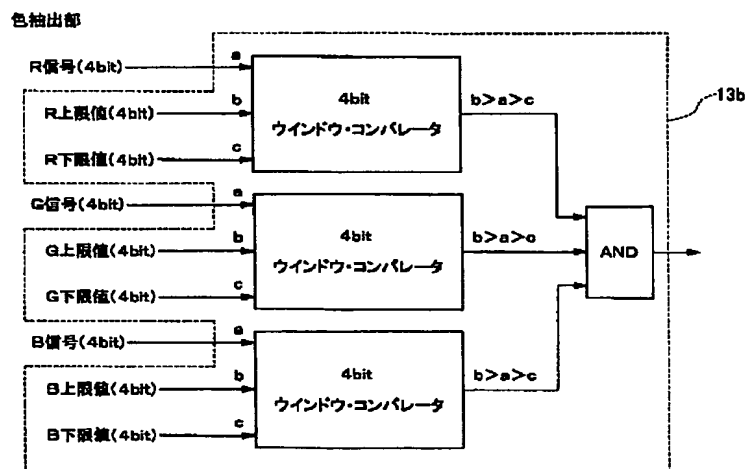 色抽出部
R信号(4bit)
a
R上限値(4bit)
b
R下限値(4bit)
c
4bit
ウインドウ・コンパレータ
b>a>c
13b
G信号(4bit)
a
G上限値(4bit)
b
G下限値(4bit)
c
4bit
ウインドウ・コンパレータ
b>a>c
AND
B信号(4bit)
a
B上限値(4bit)
b
B下限値(4bit)
c
4bit
ウインドウ・コンパレータ
b>a>c